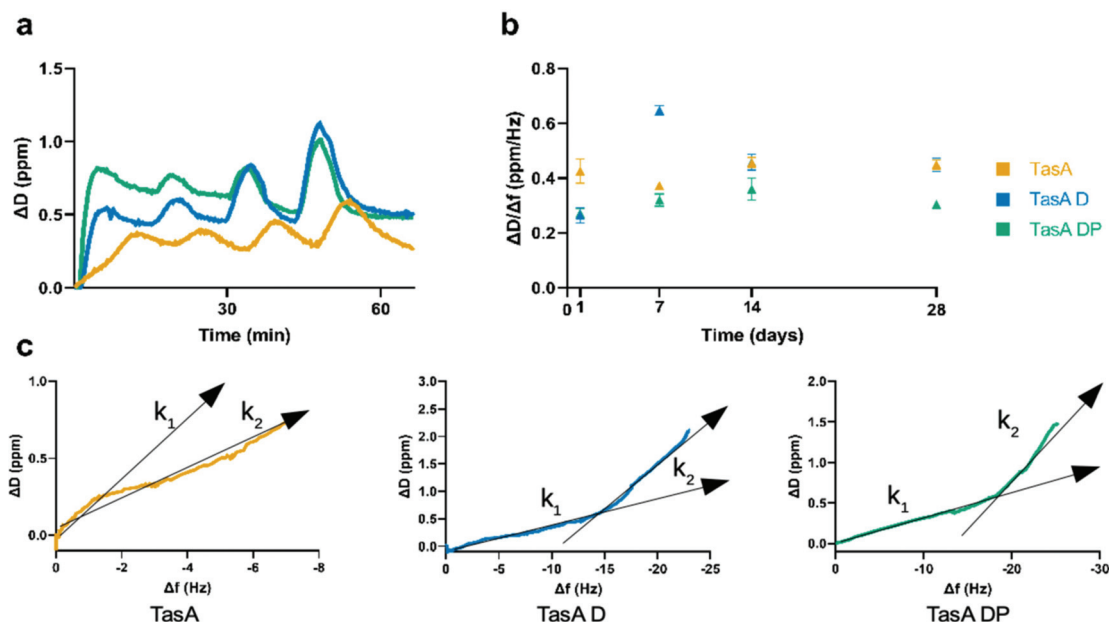 a
ΔD (ppm)
1.5
1.0
0.5
0.0
30
60
Time (min)
b
ΔD/Δf (ppm/Hz)
0.8
0.6
0.4
0.2
0.0
0
1
7
14
28
Time (days)
TasA
TasA D
TasA DP
c
ΔD (ppm)
1.0
0.5
0.0
k1
k2
0
-2
-4
-6
-8
Δf (Hz)
TasA
ΔD (ppm)
3.0
2.5
2.0
1.5
1.0
0.5
0.0
k1
k2
0
-5
-10
-15
-20
-25
Δf (Hz)
TasA D
ΔD (ppm)
2.0
1.5
1.0
0.5
0.0
k1
k2
0
-5
-10
-15
-20
-25
-30
Δf (Hz)
TasA DP